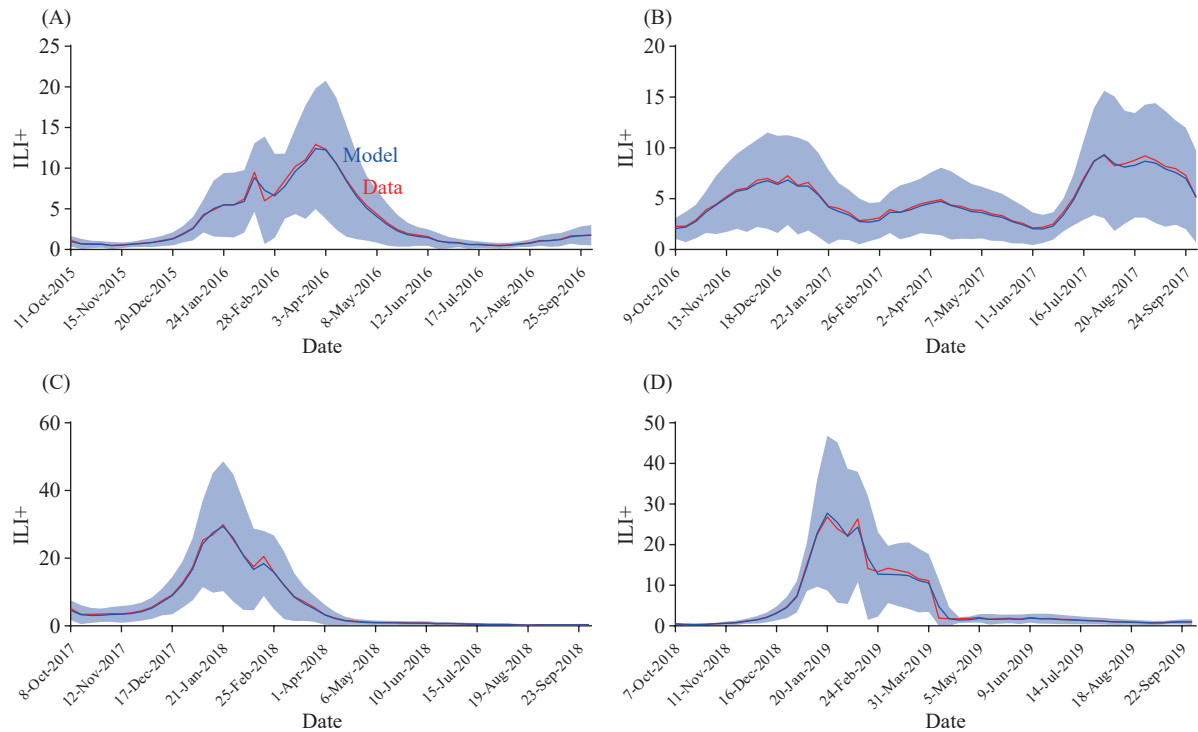 (A)
25
20
15
10
5
0
ILI+
Model
Data
11-Oct-2015
15-Nov-2015
20-Dec-2015
24-Jan-2016
28-Feb-2016
3-Apr-2016
8-May-2016
12-Jun-2016
17-Jul-2016
21-Aug-2016
25-Sep-2016
Date
(B)
20
15
10
5
0
ILI+
9-Oct-2016
13-Nov-2016
18-Dec-2016
22-Jan-2017
26-Feb-2017
2-Apr-2017
7-May-2017
11-Jun-2017
16-Jul-2017
20-Aug-2017
24-Sep-2017
Date
(C)
60
40
20
0
ILI+
8-Oct-2017
12-Nov-2017
17-Dec-2017
21-Jan-2018
25-Feb-2018
1-Apr-2018
6-May-2018
10-Jun-2018
15-Jul-2018
19-Aug-2018
23-Sep-2018
Date
(D)
50
40
30
20
10
0
ILI+
7-Oct-2018
11-Nov-2018
16-Dec-2018
20-Jan-2019
24-Feb-2019
31-Mar-2019
5-May-2019
9-Jun-2019
14-Jul-2019
18-Aug-2019
22-Sep-2019
Date